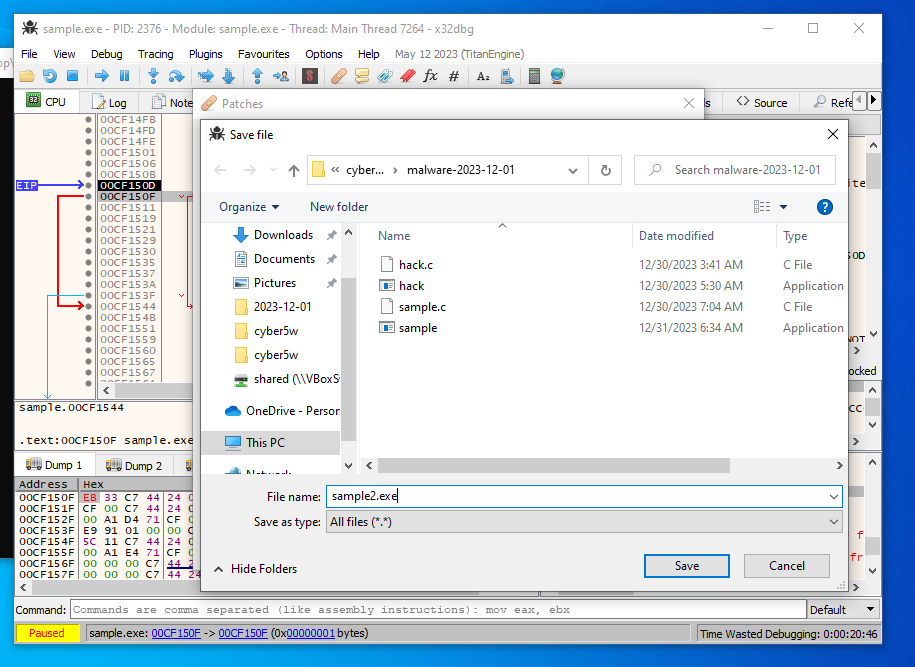 sample.exe - PID: 2376 - Module: sample.exe - Thread: Main Thread 7264 - x32dbg
File View Debug Tracing Plugins Favourites Options Help May 12 2023 (TitanEngine)
CPU Log Note Source Refe
Patches
Save file
« cyber... > malware-2023-12-01
Search malware-2023-12-01
Organize New folder
00CF14FB
00CF14FD
00CF14FE
00CF1501
00CF1506
00CF150B
EIP 00CF150D
00CF150F
00CF1511
00CF1519
00CF1521
00CF1529
00CF1530
00CF1535
00CF1537
00CF153A
00CF153F
00CF1544
00CF154B
00CF1551
00CF1559
00CF1560
00CF1565
00CF1567
Downloads
Documents
Pictures
2023-12-01
cyber5w
cyber5w
shared (\\VBoxS
OneDrive - Person
This PC
Network
Name Date modified Type
hack.c 12/30/2023 3:41 AM C File
hack 12/30/2023 5:30 AM Application
sample.c 12/30/2023 7:04 AM C File
sample 12/31/2023 6:34 AM Application
sample.00CF1544
.text:00CF150F sample.exe
Dump 1 Dump 2
Address Hex
00CF150F EB 33 C7 44 24
00CF151F CF 00 C7 44 24
00CF152F 00 A1 D4 71 CF
00CF153F E9 91 01 00 00
00CF154F 5C 11 C7 44 24
00CF155F 00 A1 E4 71 CF
00CF156F 00 00 00 C7 44 2
00CF157F 00 00 C7 44 24
File name: sample2.exe
Save as type: All files (*.*)
Hide Folders
Save Cancel
Command: Commands are comma separated (like assembly instructions): mov eax, ebx Default
Paused sample.exe: 00CF150F -> 00CF150F (0x00000001 bytes) Time Wasted Debugging: 0:00:20:46